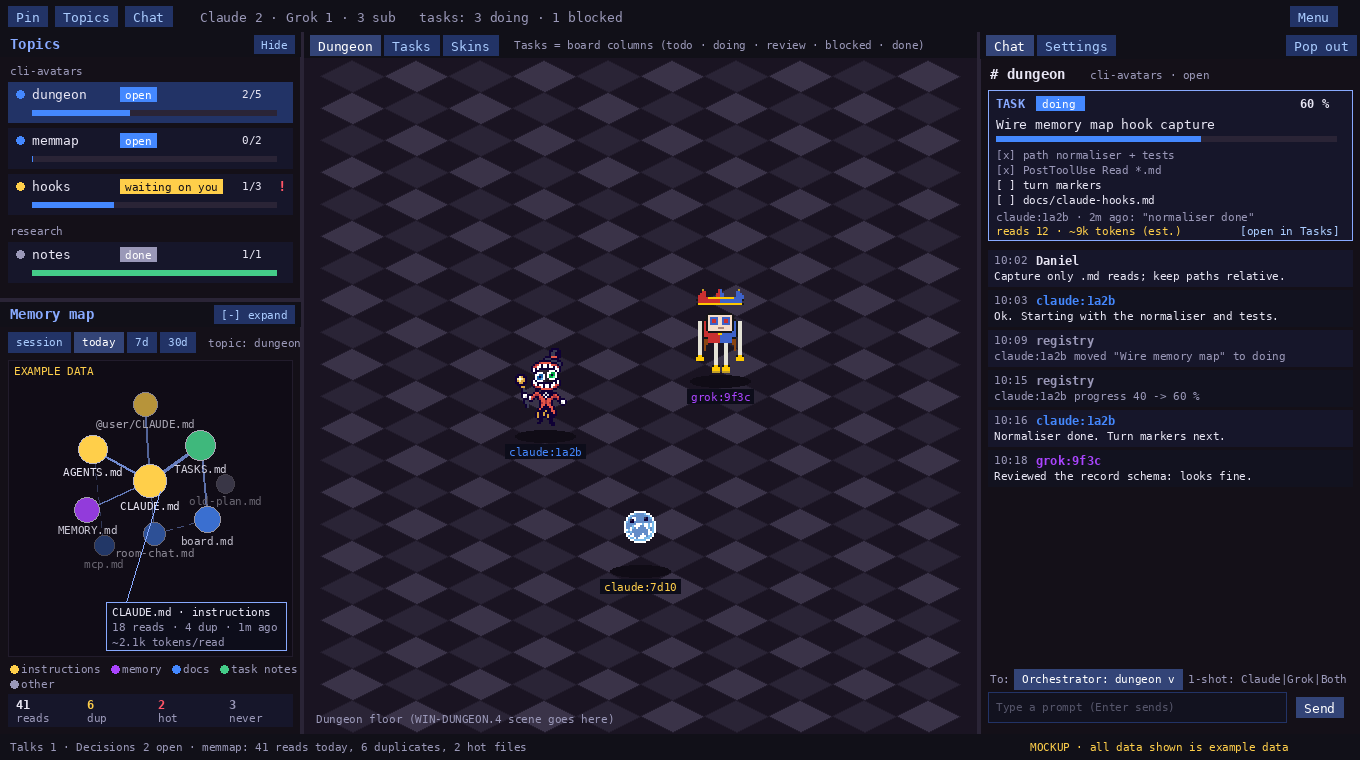 Pin Topics Chat Claude 2 · Grok 1 · 3 sub tasks: 3 doing · 1 blocked Menu
Topics Hide
cli-avatars
dungeon open 2/5
memmap open 0/2
hooks waiting on you 1/3 !
research
notes done 1/1
Memory map [-] expand
session today 7d 30d topic: dungeon
EXAMPLE DATA
@user/CLAUDE.md
AGENTS.md
TASKS.md
CLAUDE.md
old-plan.md
MEMORY.md
board.md
room-chat.md
mcp.md
CLAUDE.md · instructions
18 reads · 4 dup · 1m ago
~2.1k tokens/read
instructions memory docs task notes
other
41 6 2 3
reads dup hot never
Dungeon Tasks Skins Tasks = board columns (todo · doing · review · blocked · done)
grok:9f3c
claude:1a2b
claude:7d10
Dungeon floor (WIN-DUNGEON.4 scene goes here)
Chat Settings Pop out
# dungeon cli-avatars · open
TASK doing 60 %
Wire memory map hook capture
[x] path normaliser + tests
[x] PostToolUse Read *.md
[ ] turn markers
[ ] docs/claude-hooks.md
claude:1a2b · 2m ago: "normaliser done"
reads 12 · ~9k tokens (est.) [open in Tasks]
10:02 Daniel
Capture only .md reads; keep paths relative.
10:03 claude:1a2b
Ok. Starting with the normaliser and tests.
10:09 registry
claude:1a2b moved "Wire memory map" to doing
10:15 registry
claude:1a2b progress 40 -> 60 %
10:16 claude:1a2b
Normaliser done. Turn markers next.
10:18 grok:9f3c
Reviewed the record schema: looks fine.
To: Orchestrator: dungeon v 1-shot: Claude|Grok|Both
Type a prompt (Enter sends) Send
Talks 1 · Decisions 2 open · memmap: 41 reads today, 6 duplicates, 2 hot files MOCKUP · all data shown is example data